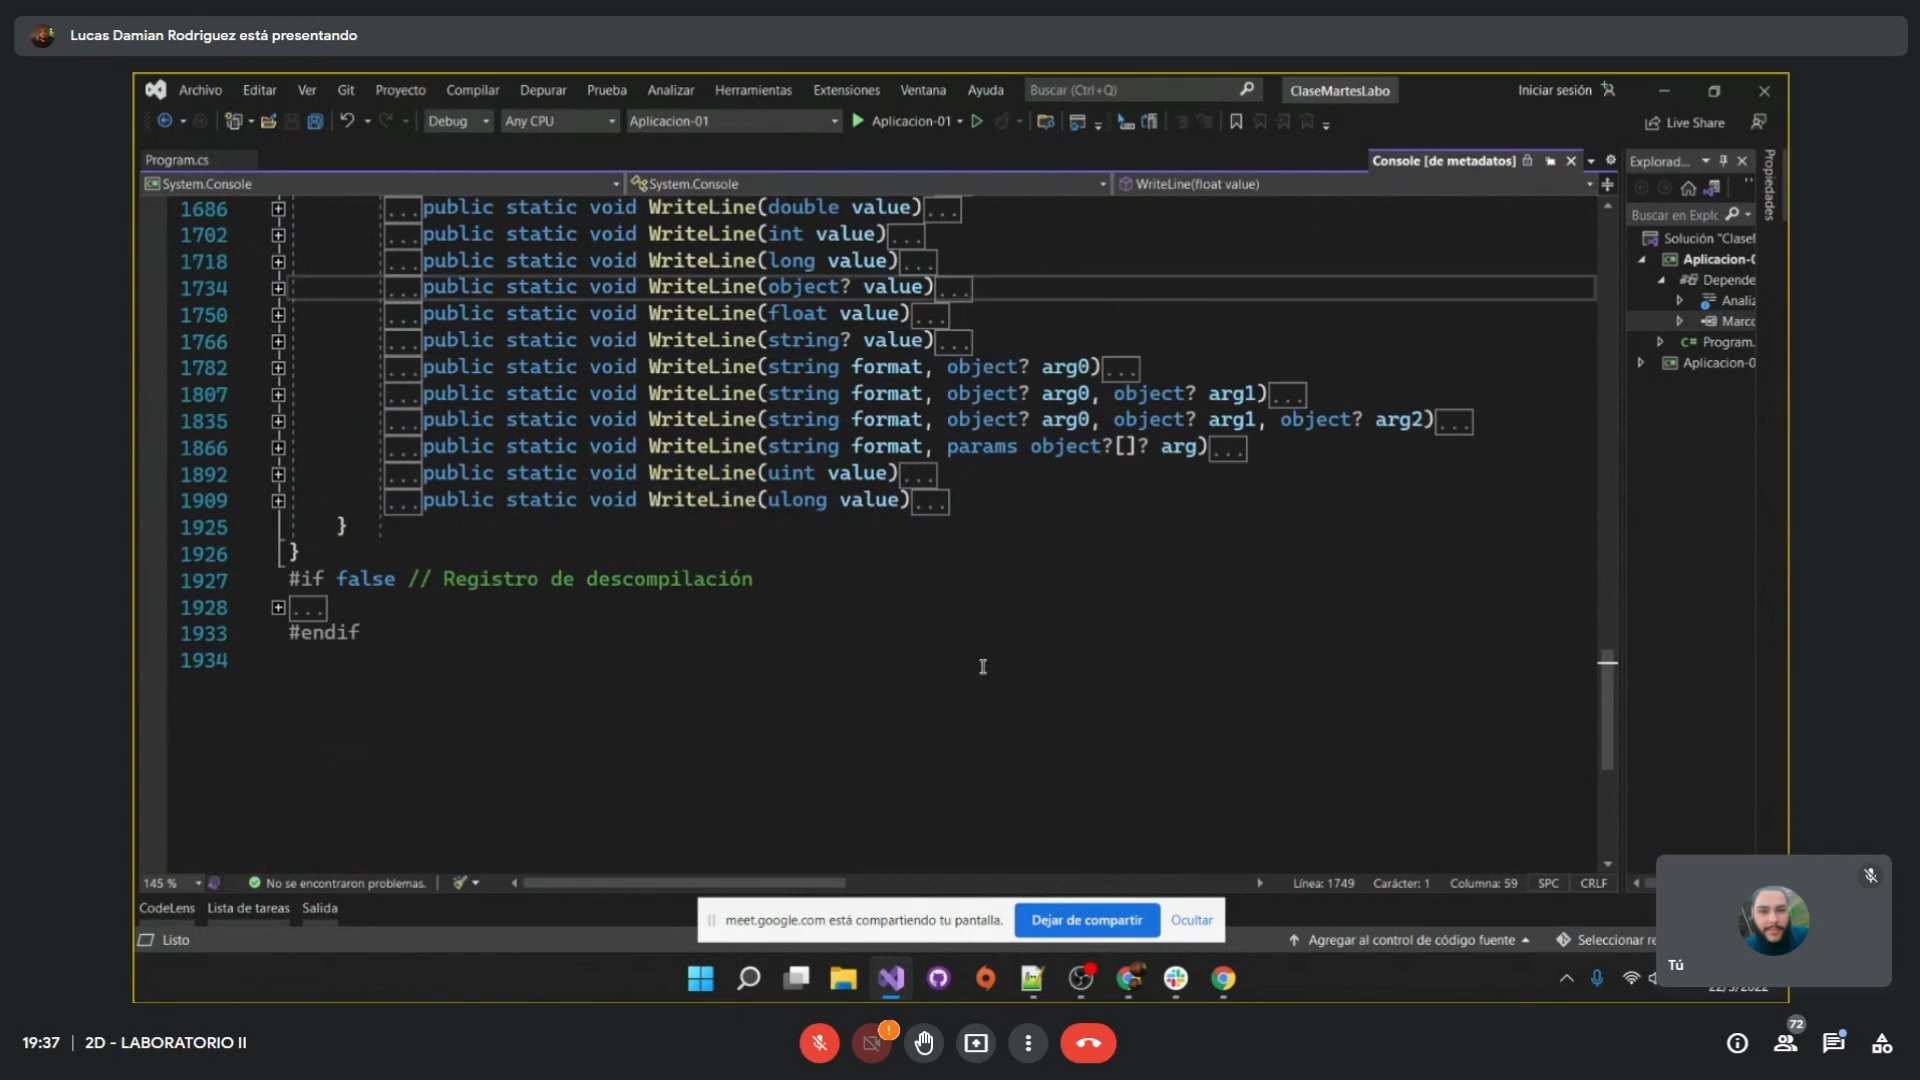 Lucas Damian Rodriguez está presentando
Archivo Editar Ver Git Proyecto Compilar Depurar Prueba Analizar Herramientas Extensiones Ventana Ayuda Buscar (Ctrl+Q) ClaseMartesLabo Iniciar sesión
Debug Any CPU Aplicacion-01 Aplicacion-01 Live Share
Program.cs Console [de metadatos] Explorad... Propiedades
System.Console System.Console WriteLine(float value)
Buscar en Explc
Solución "Clasel
Aplicacion-0
Depende
Analiz
Marco
Program.
Aplicacion-0
1686 ...public static void WriteLine(double value)...
1702 ...public static void WriteLine(int value)...
1718 ...public static void WriteLine(long value)...
1734 ...public static void WriteLine(object? value)...
1750 ...public static void WriteLine(float value)...
1766 ...public static void WriteLine(string? value)...
1782 ...public static void WriteLine(string format, object? arg0)...
1807 ...public static void WriteLine(string format, object? arg0, object? arg1)...
1835 ...public static void WriteLine(string format, object? arg0, object? arg1, object? arg2)...
1866 ...public static void WriteLine(string format, params object?[]? arg)...
1892 ...public static void WriteLine(uint value)...
1909 ...public static void WriteLine(ulong value)...
1925 }
1926 }
1927 #if false // Registro de descompilación
1928 ...
1933 #endif
1934
145 % No se encontraron problemas. Línea: 1749 Carácter: 1 Columna: 59 SPC CRLF
CodeLens Lista de tareas Salida
meet.google.com está compartiendo tu pantalla. Dejar de compartir Ocultar
Listo Agregar al control de código fuente Seleccionar re
Tú
19:37 | 2D - LABORATORIO II
72